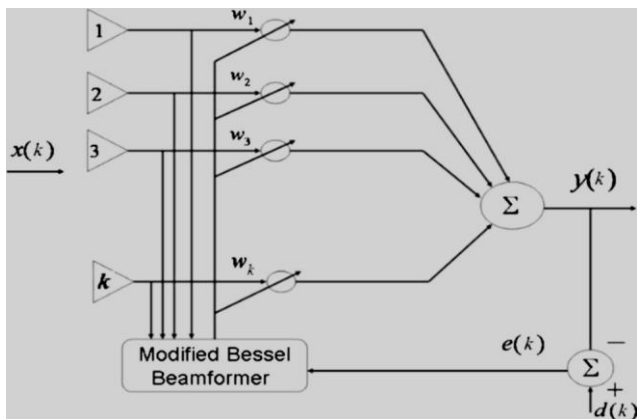 1
w₁
2
w₂
3
w₃
x(k)
y(k)
Σ
k
wₖ
Modified Bessel
Beamformer
e(k)
−
Σ
+
d(k)